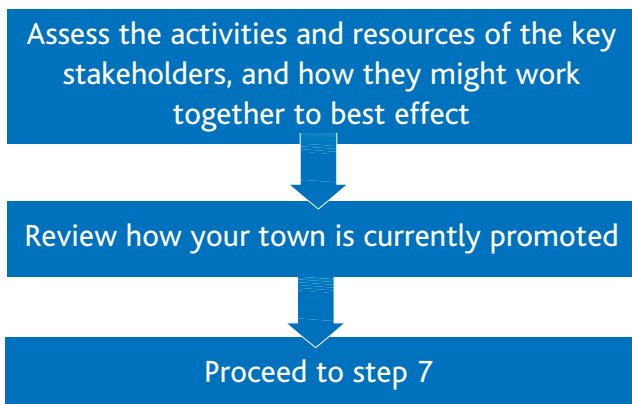 Assess the activities and resources of the key
stakeholders, and how they might work
together to best effect
Review how your town is currently promoted
Proceed to step 7